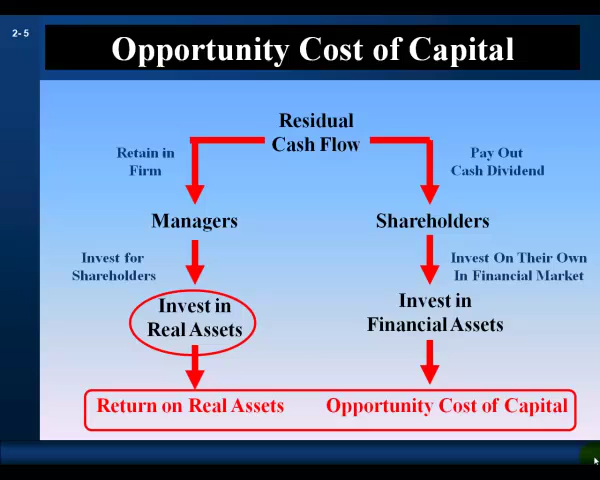 2- 5
Opportunity Cost of Capital
Residual
Cash Flow
Retain in
Firm
Pay Out
Cash Dividend
Managers
Shareholders
Invest for
Shareholders
Invest On Their Own
In Financial Market
Invest in
Real Assets
Invest in
Financial Assets
Return on Real Assets
Opportunity Cost of Capital